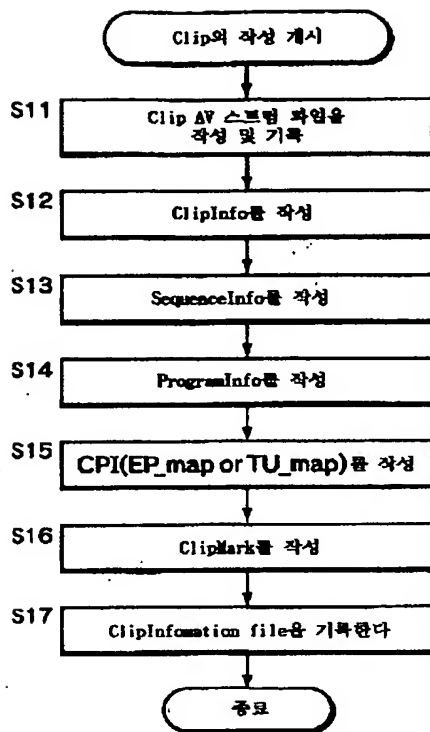 Clip의 작성 개시
S11
Clip AV 스트림 파일을
작성 및 기록
S12
ClipInfo를 작성
S13
SequenceInfo를 작성
S14
ProgramInfo를 작성
S15
CPI(EP_map or TU_map)를 작성
S16
ClipMark를 작성
S17
ClipInfomation file을 기록한다
종료